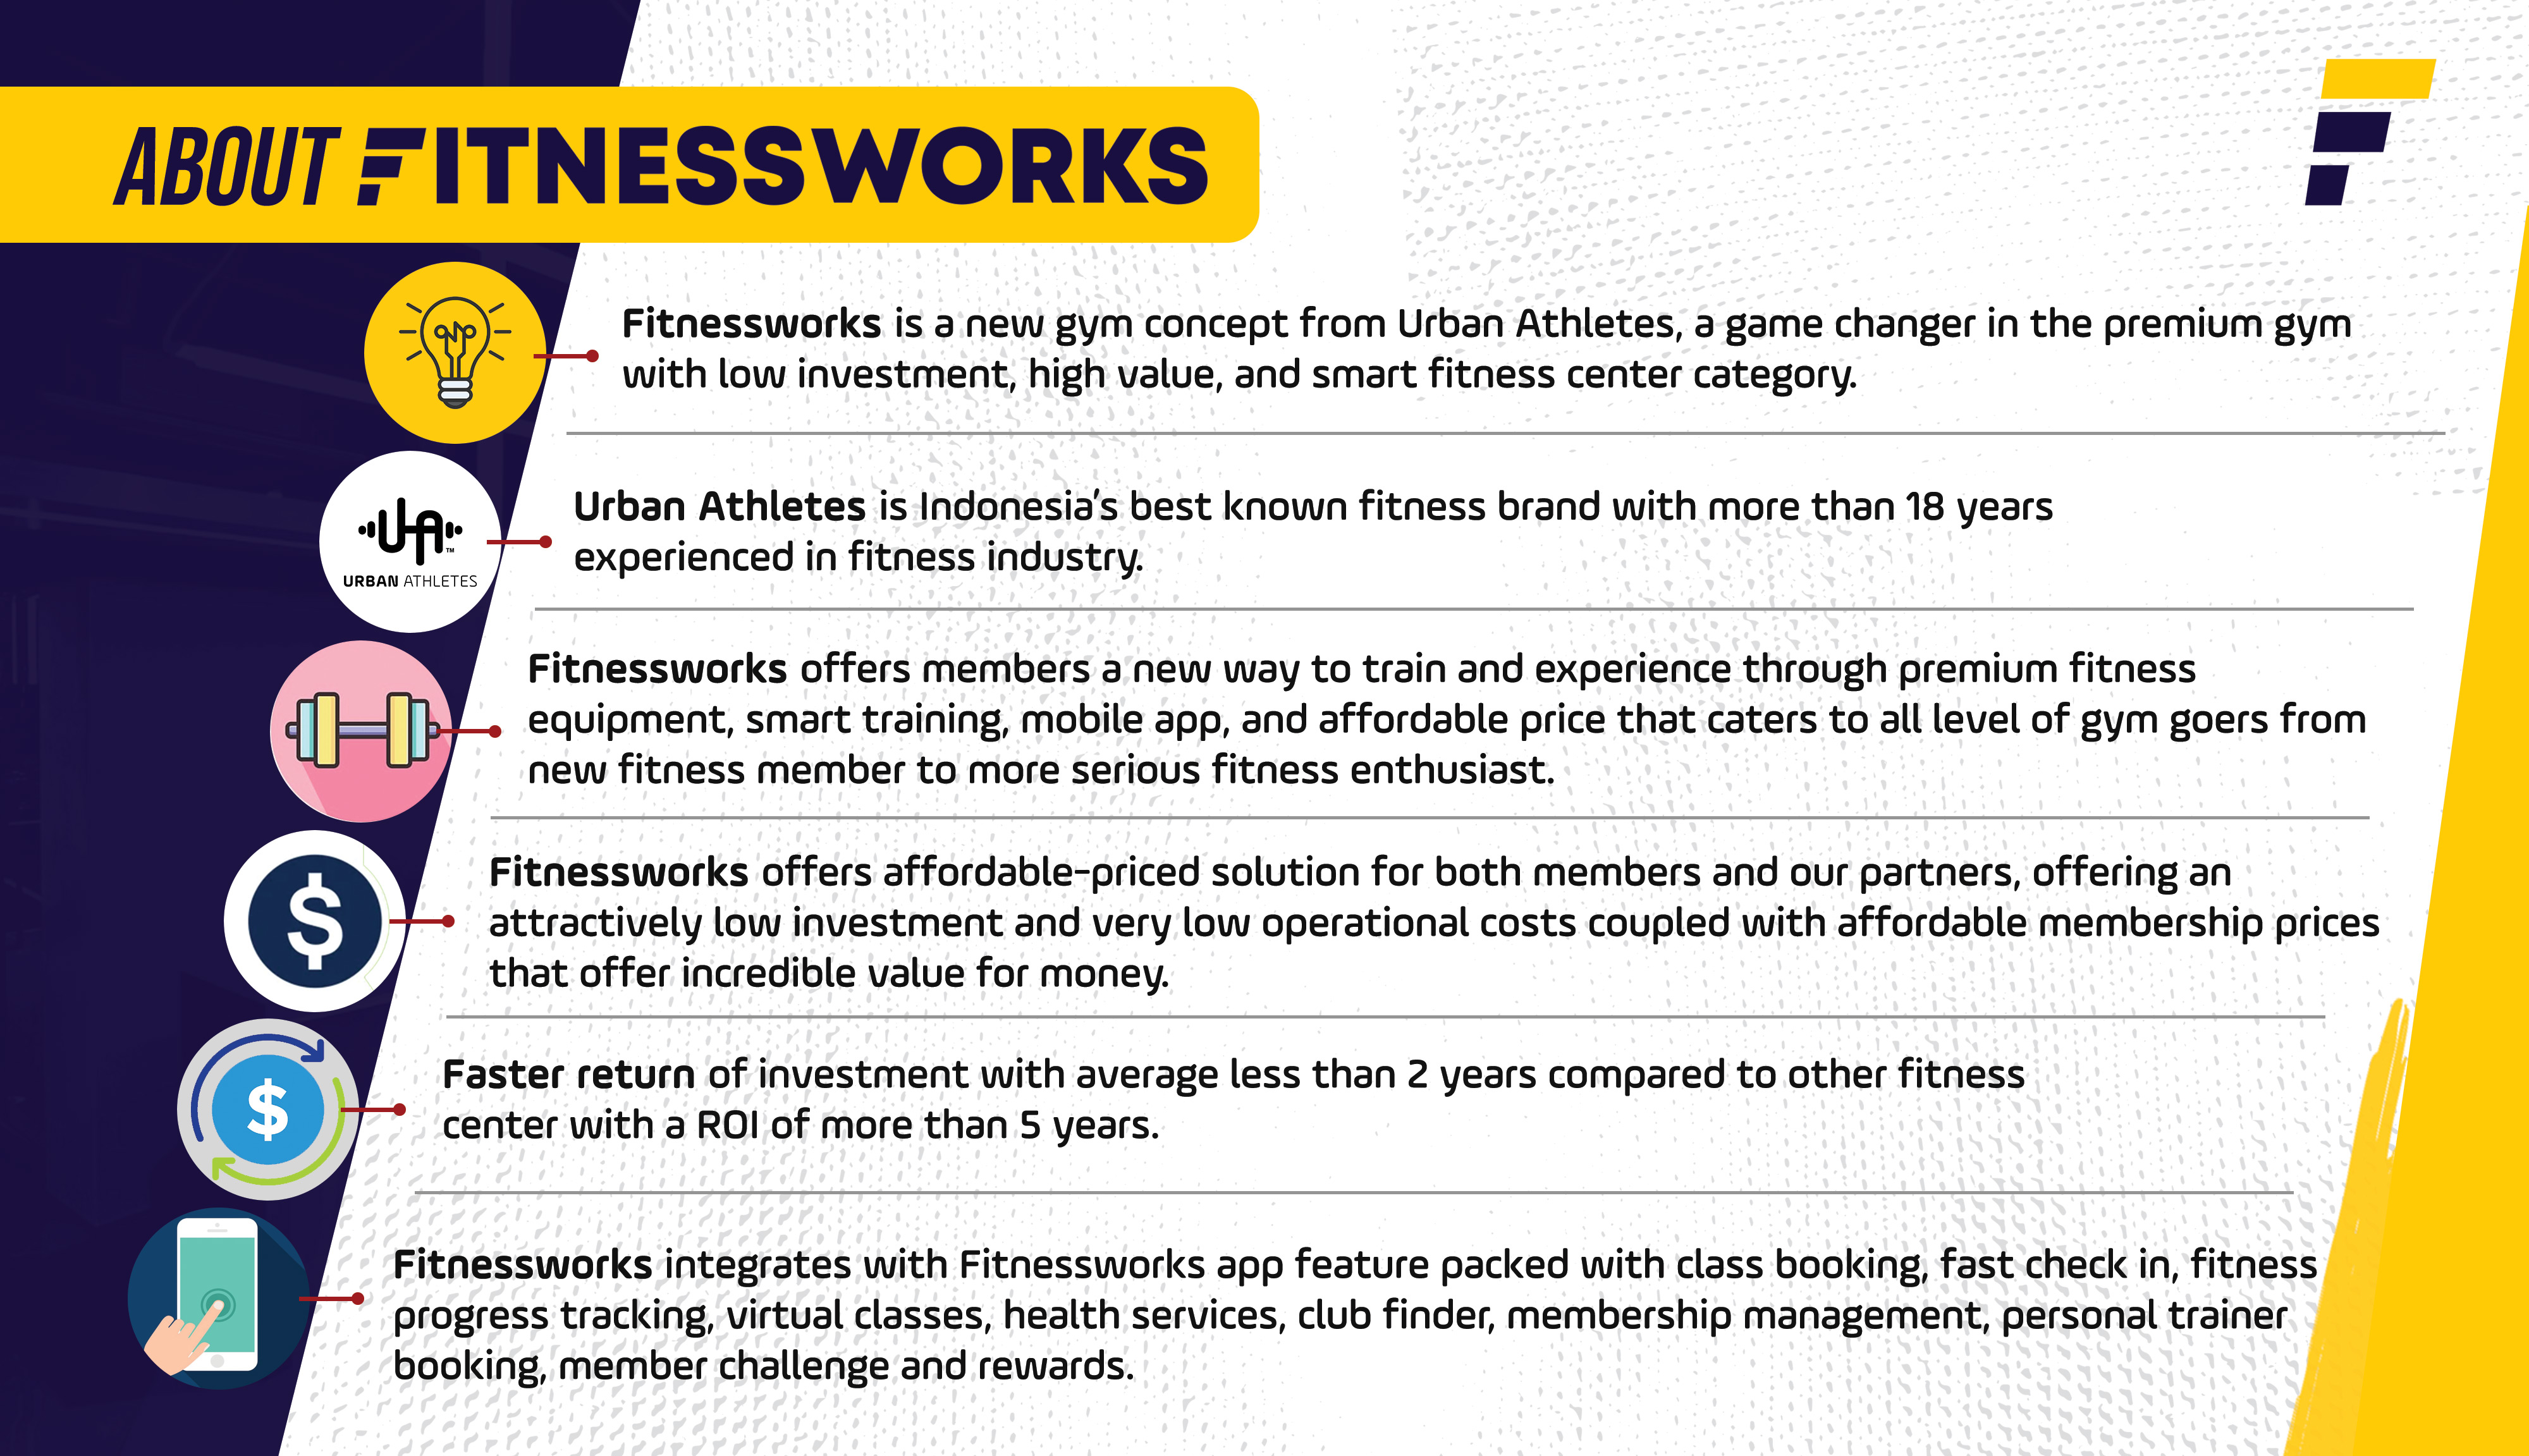 ABOUT FITNESSWORKS
Fitnessworks is a new gym concept from Urban Athletes, a game changer in the premium gym
with low investment, high value, and smart fitness center category.
UA™
URBAN ATHLETES
Urban Athletes is Indonesia's best known fitness brand with more than 18 years
experienced in fitness industry.
Fitnessworks offers members a new way to train and experience through premium fitness
equipment, smart training, mobile app, and affordable price that caters to all level of gym goers from
new fitness member to more serious fitness enthusiast.
$
Fitnessworks offers affordable-priced solution for both members and our partners, offering an
attractively low investment and very low operational costs coupled with affordable membership prices
that offer incredible value for money.
$
Faster return of investment with average less than 2 years compared to other fitness
center with a ROI of more than 5 years.
Fitnessworks integrates with Fitnessworks app feature packed with class booking, fast check in, fitness
progress tracking, virtual classes, health services, club finder, membership management, personal trainer
booking, member challenge and rewards.